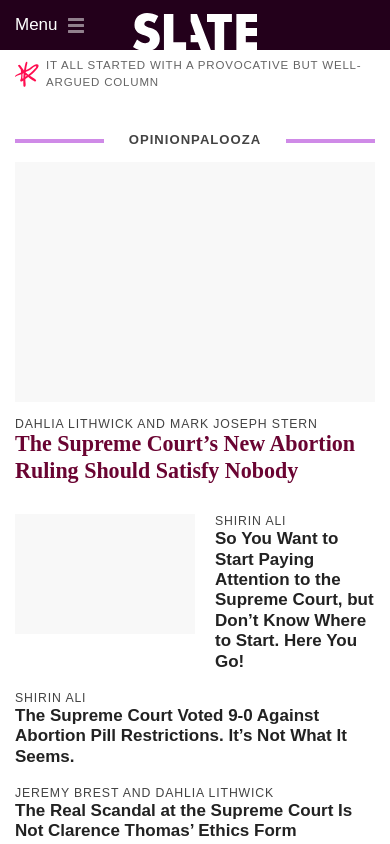 Menu
SLATE
IT ALL STARTED WITH A PROVOCATIVE BUT WELL-
ARGUED COLUMN
OPINIONPALOOZA
DAHLIA LITHWICK AND MARK JOSEPH STERN
The Supreme Court’s New Abortion
Ruling Should Satisfy Nobody
SHIRIN ALI
So You Want to
Start Paying
Attention to the
Supreme Court, but
Don’t Know Where
to Start. Here You
Go!
SHIRIN ALI
The Supreme Court Voted 9-0 Against
Abortion Pill Restrictions. It’s Not What It
Seems.
JEREMY BREST AND DAHLIA LITHWICK
The Real Scandal at the Supreme Court Is
Not Clarence Thomas’ Ethics Form